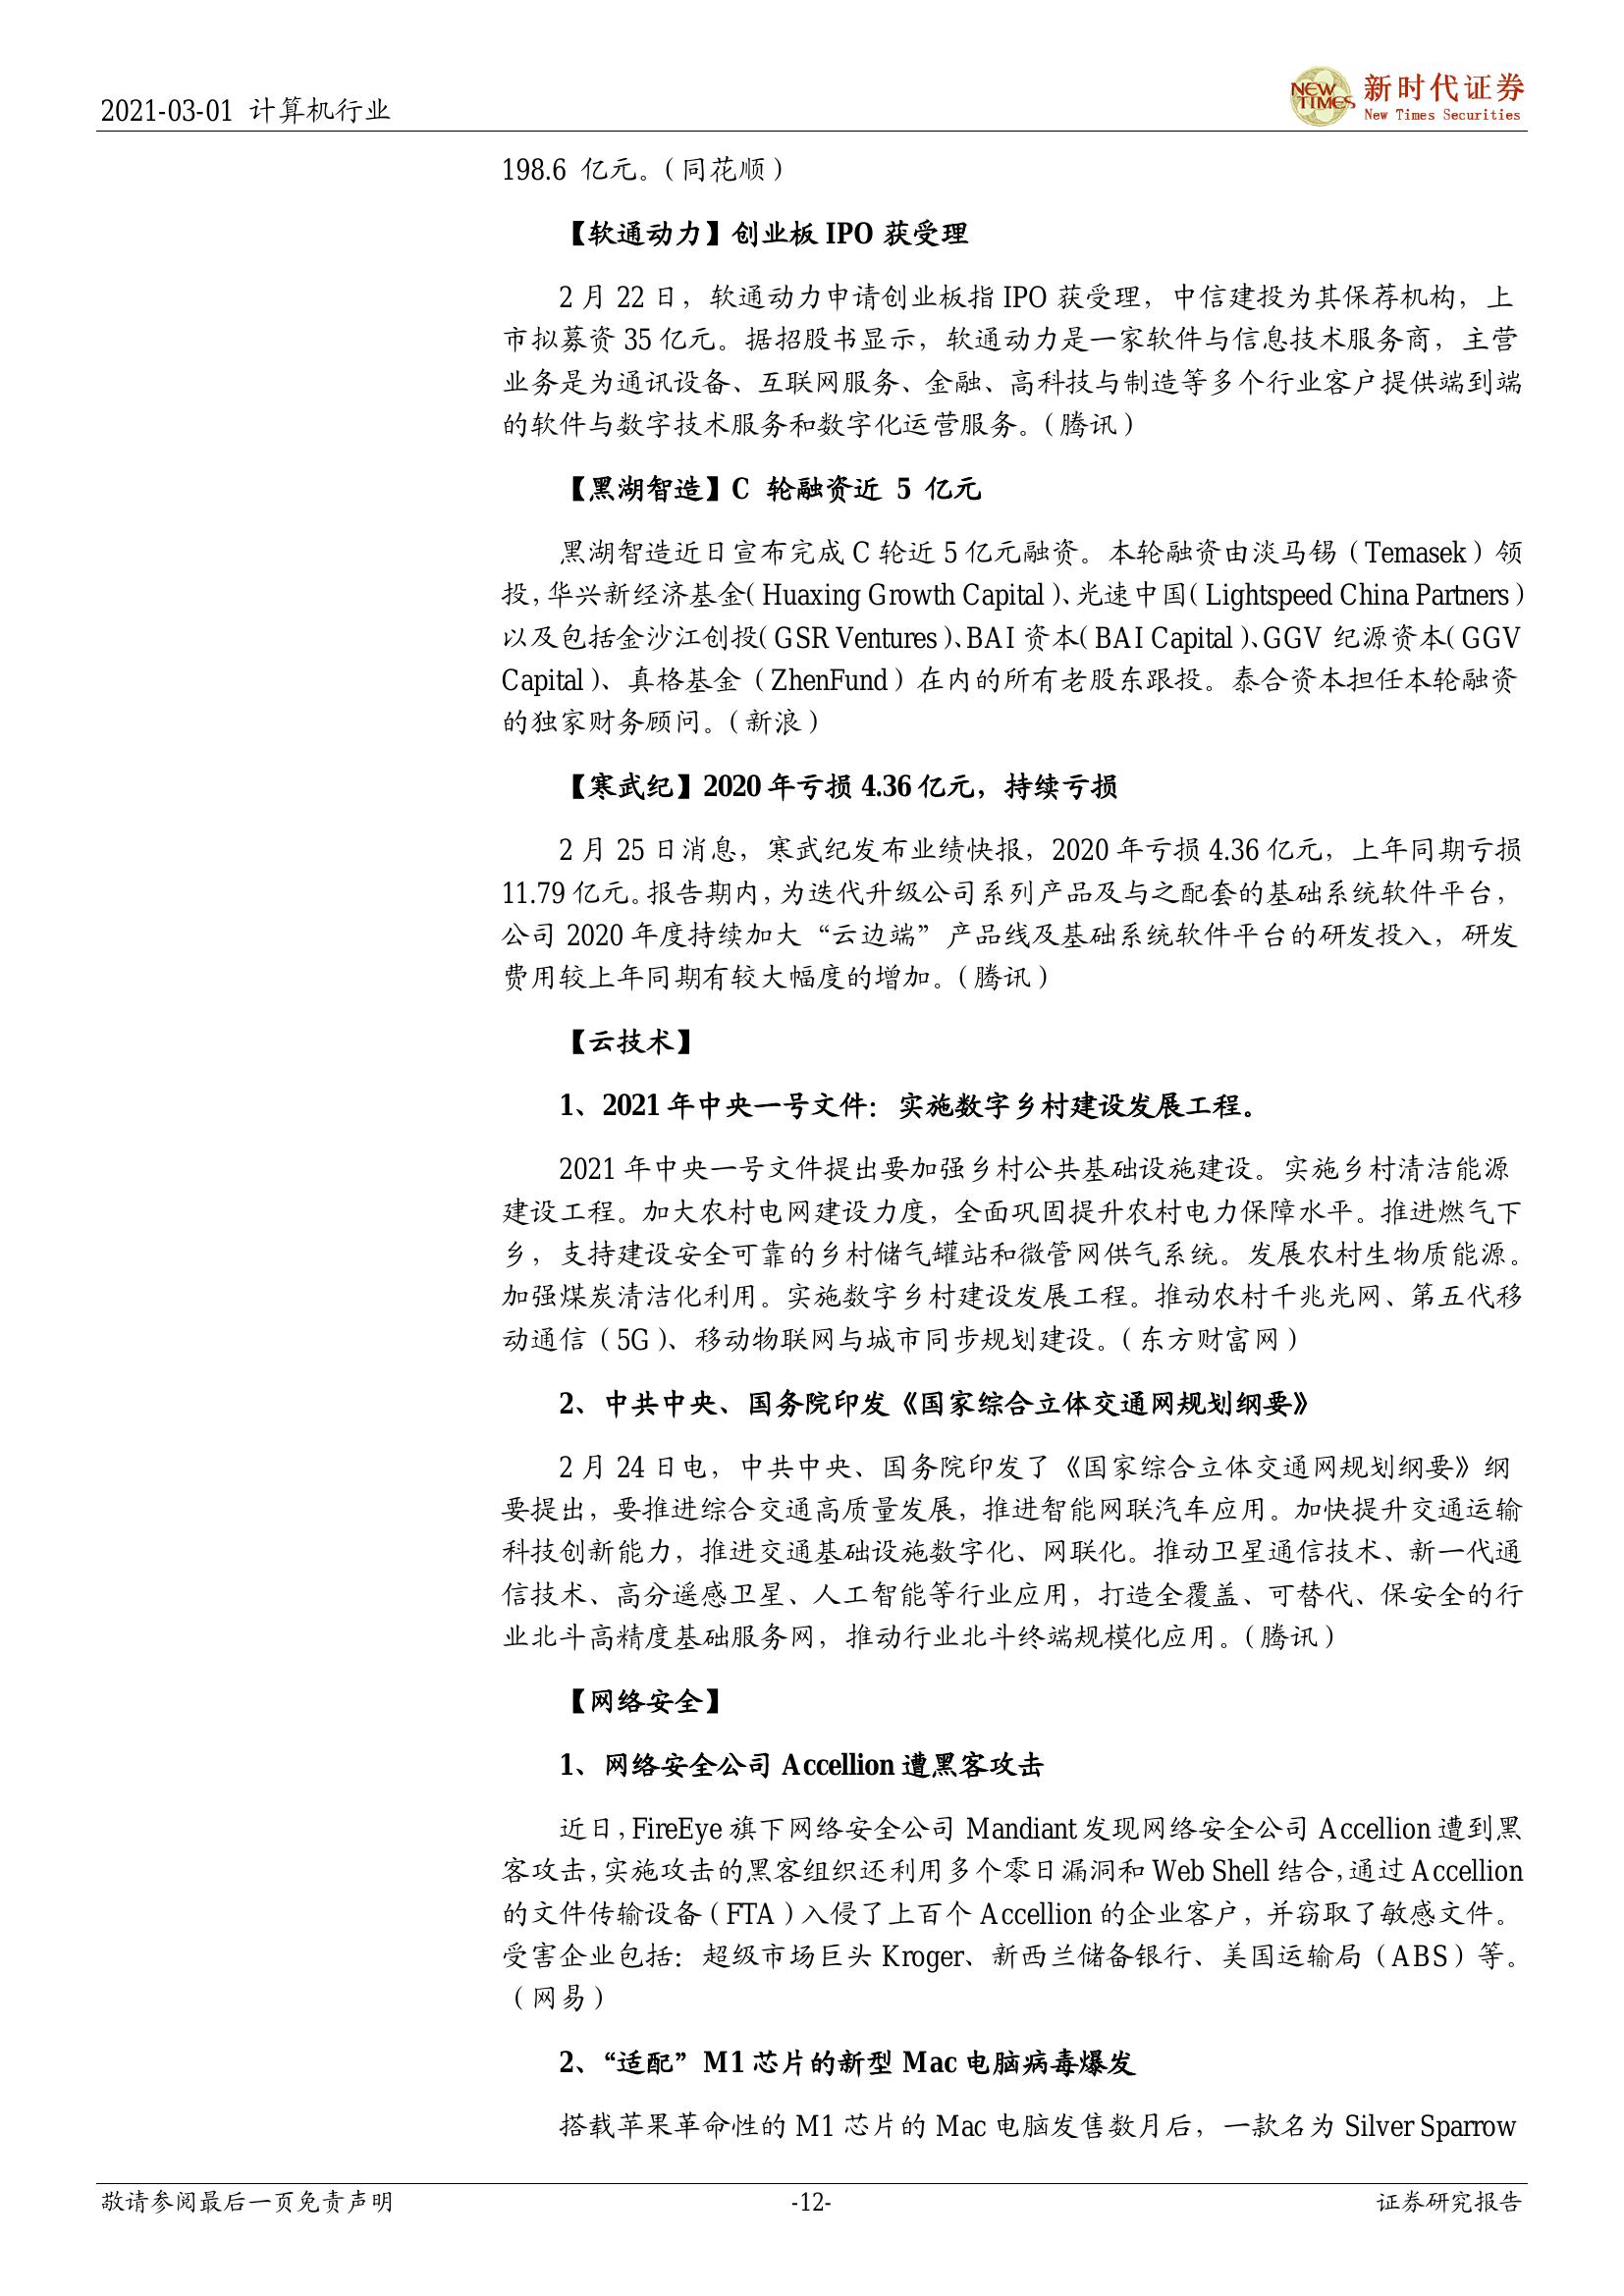 2021-03-01 计算机行业
NEW TIMES 新时代证券
New Times Securities
198.6 亿元。（同花顺）
【软通动力】创业板 IPO 获受理
2 月 22 日，软通动力申请创业板指 IPO 获受理，中信建投为其保荐机构，上
市拟募资 35 亿元。据招股书显示，软通动力是一家软件与信息技术服务商，主营
业务是为通讯设备、互联网服务、金融、高科技与制造等多个行业客户提供端到端
的软件与数字技术服务和数字化运营服务。（腾讯）
【黑湖智造】C 轮融资近 5 亿元
黑湖智造近日宣布完成 C 轮近 5 亿元融资。本轮融资由淡马锡（Temasek）领
投，华兴新经济基金（Huaxing Growth Capital）、光速中国（Lightspeed China Partners）
以及包括金沙江创投（GSR Ventures）、BAI 资本（BAI Capital）、GGV 纪源资本（GGV
Capital）、真格基金（ZhenFund）在内的所有老股东跟投。泰合资本担任本轮融资
的独家财务顾问。（新浪）
【寒武纪】2020 年亏损 4.36 亿元，持续亏损
2 月 25 日消息，寒武纪发布业绩快报，2020 年亏损 4.36 亿元，上年同期亏损
11.79 亿元。报告期内，为迭代升级公司系列产品及与之配套的基础系统软件平台，
公司 2020 年度持续加大“云边端”产品线及基础系统软件平台的研发投入，研发
费用较上年同期有较大幅度的增加。（腾讯）
【云技术】
1、2021 年中央一号文件：实施数字乡村建设发展工程。
2021 年中央一号文件提出要加强乡村公共基础设施建设。实施乡村清洁能源
建设工程。加大农村电网建设力度，全面巩固提升农村电力保障水平。推进燃气下
乡，支持建设安全可靠的乡村储气罐站和微管网供气系统。发展农村生物质能源。
加强煤炭清洁化利用。实施数字乡村建设发展工程。推动农村千兆光网、第五代移
动通信（5G）、移动物联网与城市同步规划建设。（东方财富网）
2、中共中央、国务院印发《国家综合立体交通网规划纲要》
2 月 24 日电，中共中央、国务院印发了《国家综合立体交通网规划纲要》纲
要提出，要推进综合交通高质量发展，推进智能网联汽车应用。加快提升交通运输
科技创新能力，推进交通基础设施数字化、网联化。推动卫星通信技术、新一代通
信技术、高分遥感卫星、人工智能等行业应用，打造全覆盖、可替代、保安全的行
业北斗高精度基础服务网，推动行业北斗终端规模化应用。（腾讯）
【网络安全】
1、网络安全公司 Accellion 遭黑客攻击
近日，FireEye 旗下网络安全公司 Mandiant 发现网络安全公司 Accellion 遭到黑
客攻击，实施攻击的黑客组织还利用多个零日漏洞和 Web Shell 结合，通过 Accellion
的文件传输设备（FTA）入侵了上百个 Accellion 的企业客户，并窃取了敏感文件。
受害企业包括：超级市场巨头 Kroger、新西兰储备银行、美国运输局（ABS）等。
（网易）
2、“适配”M1 芯片的新型 Mac 电脑病毒爆发
搭载苹果革命性的 M1 芯片的 Mac 电脑发售数月后，一款名为 Silver Sparrow
敬请参阅最后一页免责声明 -12- 证券研究报告